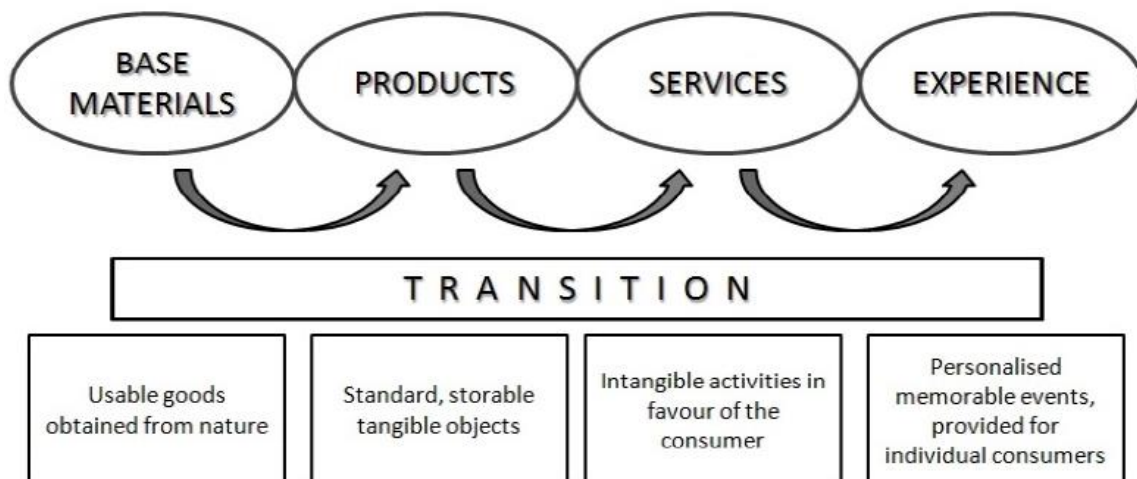 BASE
MATERIALS
PRODUCTS
SERVICES
EXPERIENCE
TRANSITION
Usable goods
obtained from nature
Standard, storable
tangible objects
Intangible activities in
favour of the
consumer
Personalised
memorable events,
provided for
individual consumers